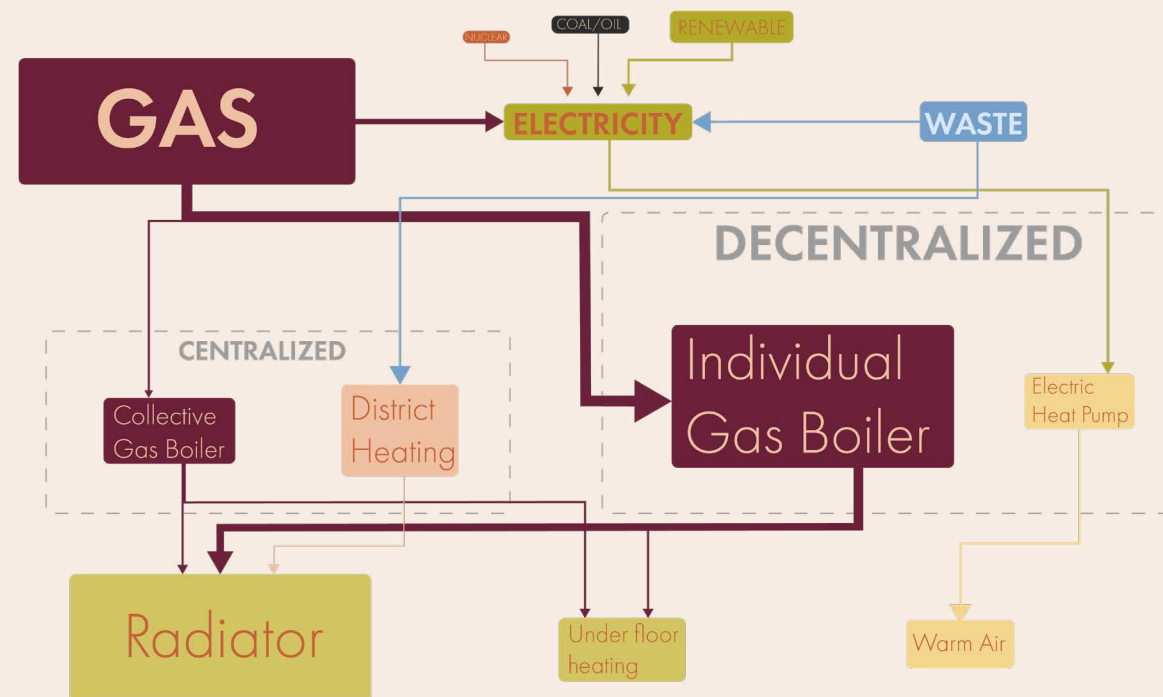 COAL/OIL
RENEWABLE
NUCLEAR
GAS
ELECTRICITY
WASTE
DECENTRALIZED
CENTRALIZED
Individual
Gas Boiler
Electric
Heat Pump
Collective
Gas Boiler
District
Heating
Radiator
Under floor
heating
Warm Air